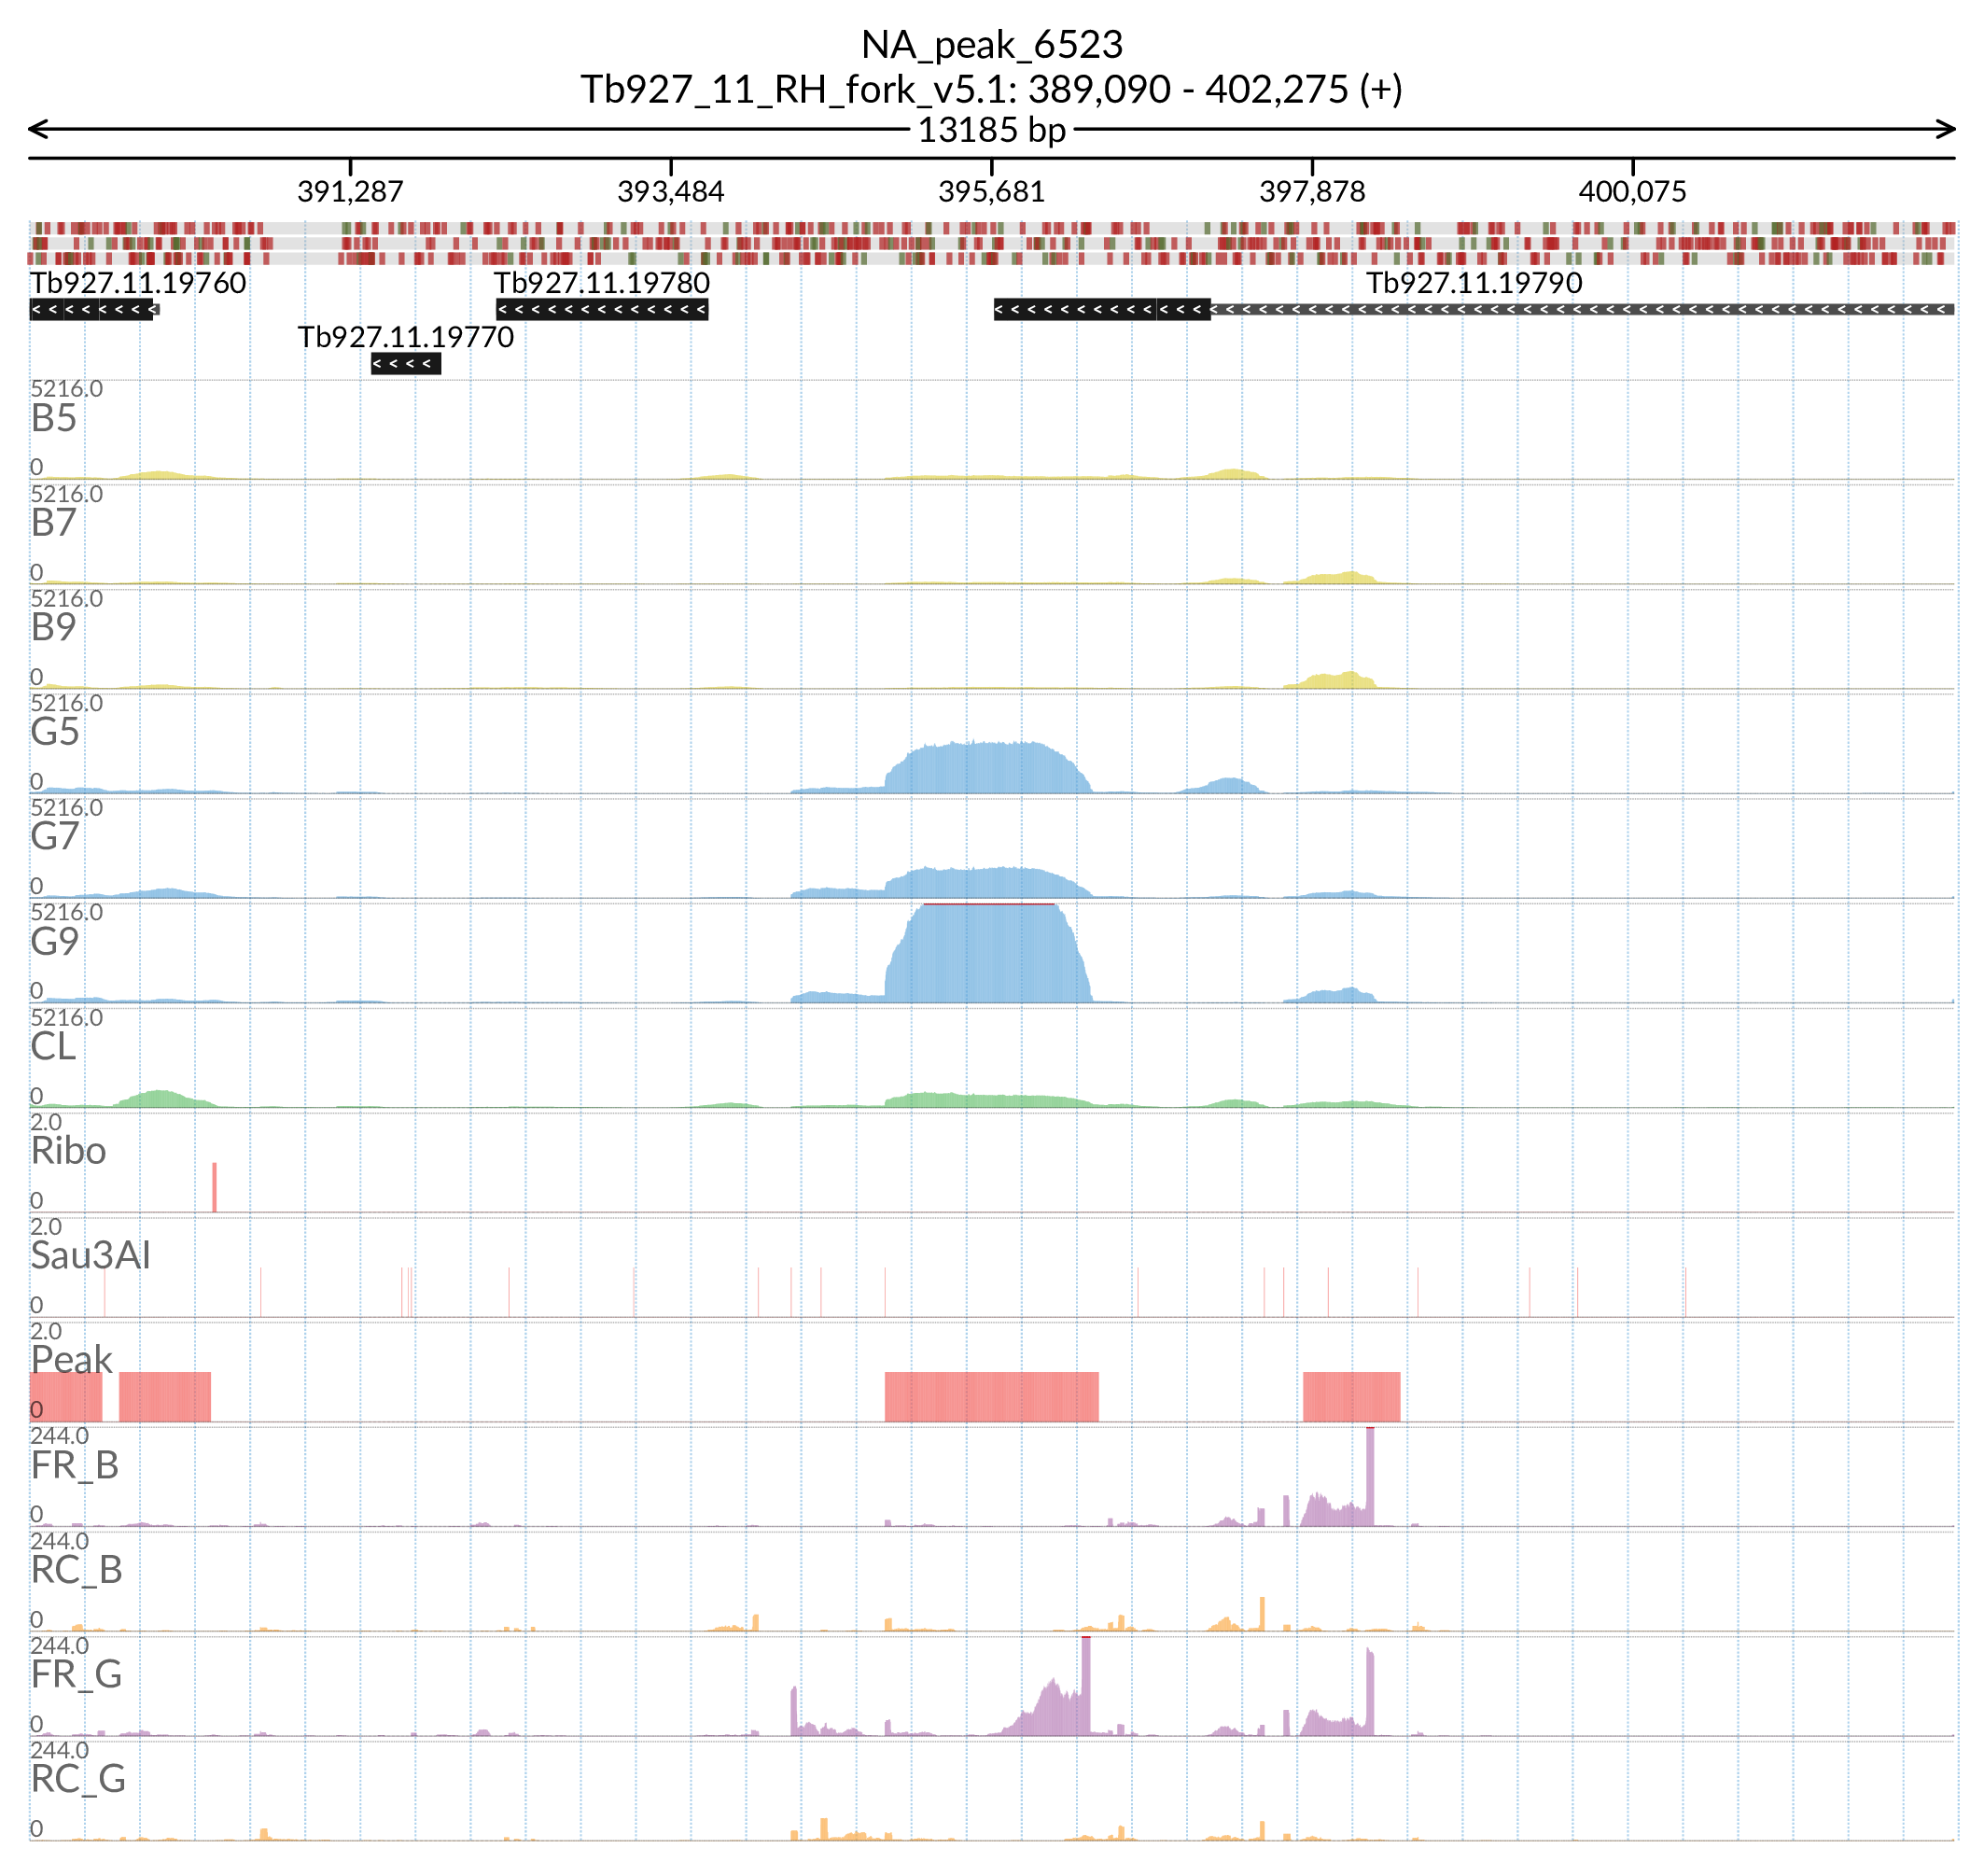 NA_peak_6523
Tb927_11_RH_fork_v5.1: 389,090 - 402,275 (+)
13185 bp
391,287 393,484 395,681 397,878 400,075
Tb927.11.19760 Tb927.11.19780 Tb927.11.19790
Tb927.11.19770
5216.0
B5
0
5216.0
B7
0
5216.0
B9
0
5216.0
G5
0
5216.0
G7
0
5216.0
G9
0
5216.0
CL
0
2.0
Ribo
0
2.0
Sau3AI
0
2.0
Peak
0
244.0
FR_B
0
244.0
RC_B
0
244.0
FR_G
0
244.0
RC_G
0